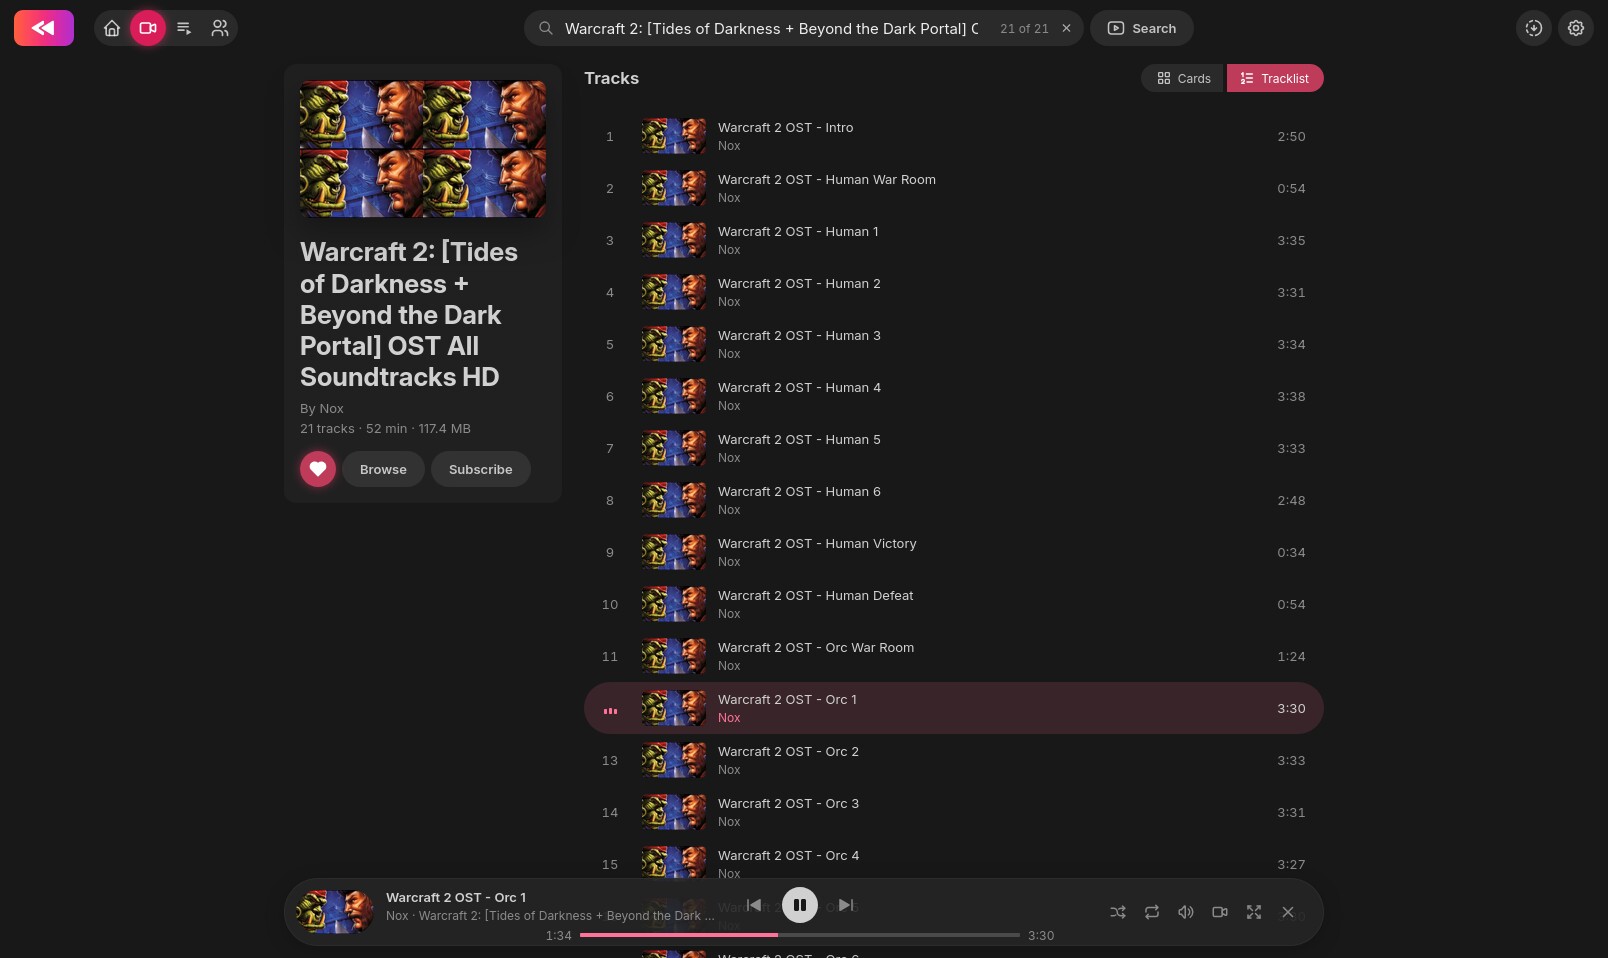 Warcraft 2: [Tides of Darkness + Beyond the Dark Portal] C
21 of 21
Search
Warcraft 2: [Tides
of Darkness +
Beyond the Dark
Portal] OST All
Soundtracks HD
By Nox
21 tracks · 52 min · 117.4 MB
Browse
Subscribe
Tracks
Cards
Tracklist
1
Warcraft 2 OST - Intro
Nox
2:50
2
Warcraft 2 OST - Human War Room
Nox
0:54
3
Warcraft 2 OST - Human 1
Nox
3:35
4
Warcraft 2 OST - Human 2
Nox
3:31
5
Warcraft 2 OST - Human 3
Nox
3:34
6
Warcraft 2 OST - Human 4
Nox
3:38
7
Warcraft 2 OST - Human 5
Nox
3:33
8
Warcraft 2 OST - Human 6
Nox
2:48
9
Warcraft 2 OST - Human Victory
Nox
0:34
10
Warcraft 2 OST - Human Defeat
Nox
0:54
11
Warcraft 2 OST - Orc War Room
Nox
1:24
Warcraft 2 OST - Orc 1
Nox
3:30
13
Warcraft 2 OST - Orc 2
Nox
3:33
14
Warcraft 2 OST - Orc 3
Nox
3:31
15
Warcraft 2 OST - Orc 4
Nox
3:27
Warcraft 2 OST - Orc 1
Nox · Warcraft 2: [Tides of Darkness + Beyond the Dark ...
1:34
3:30